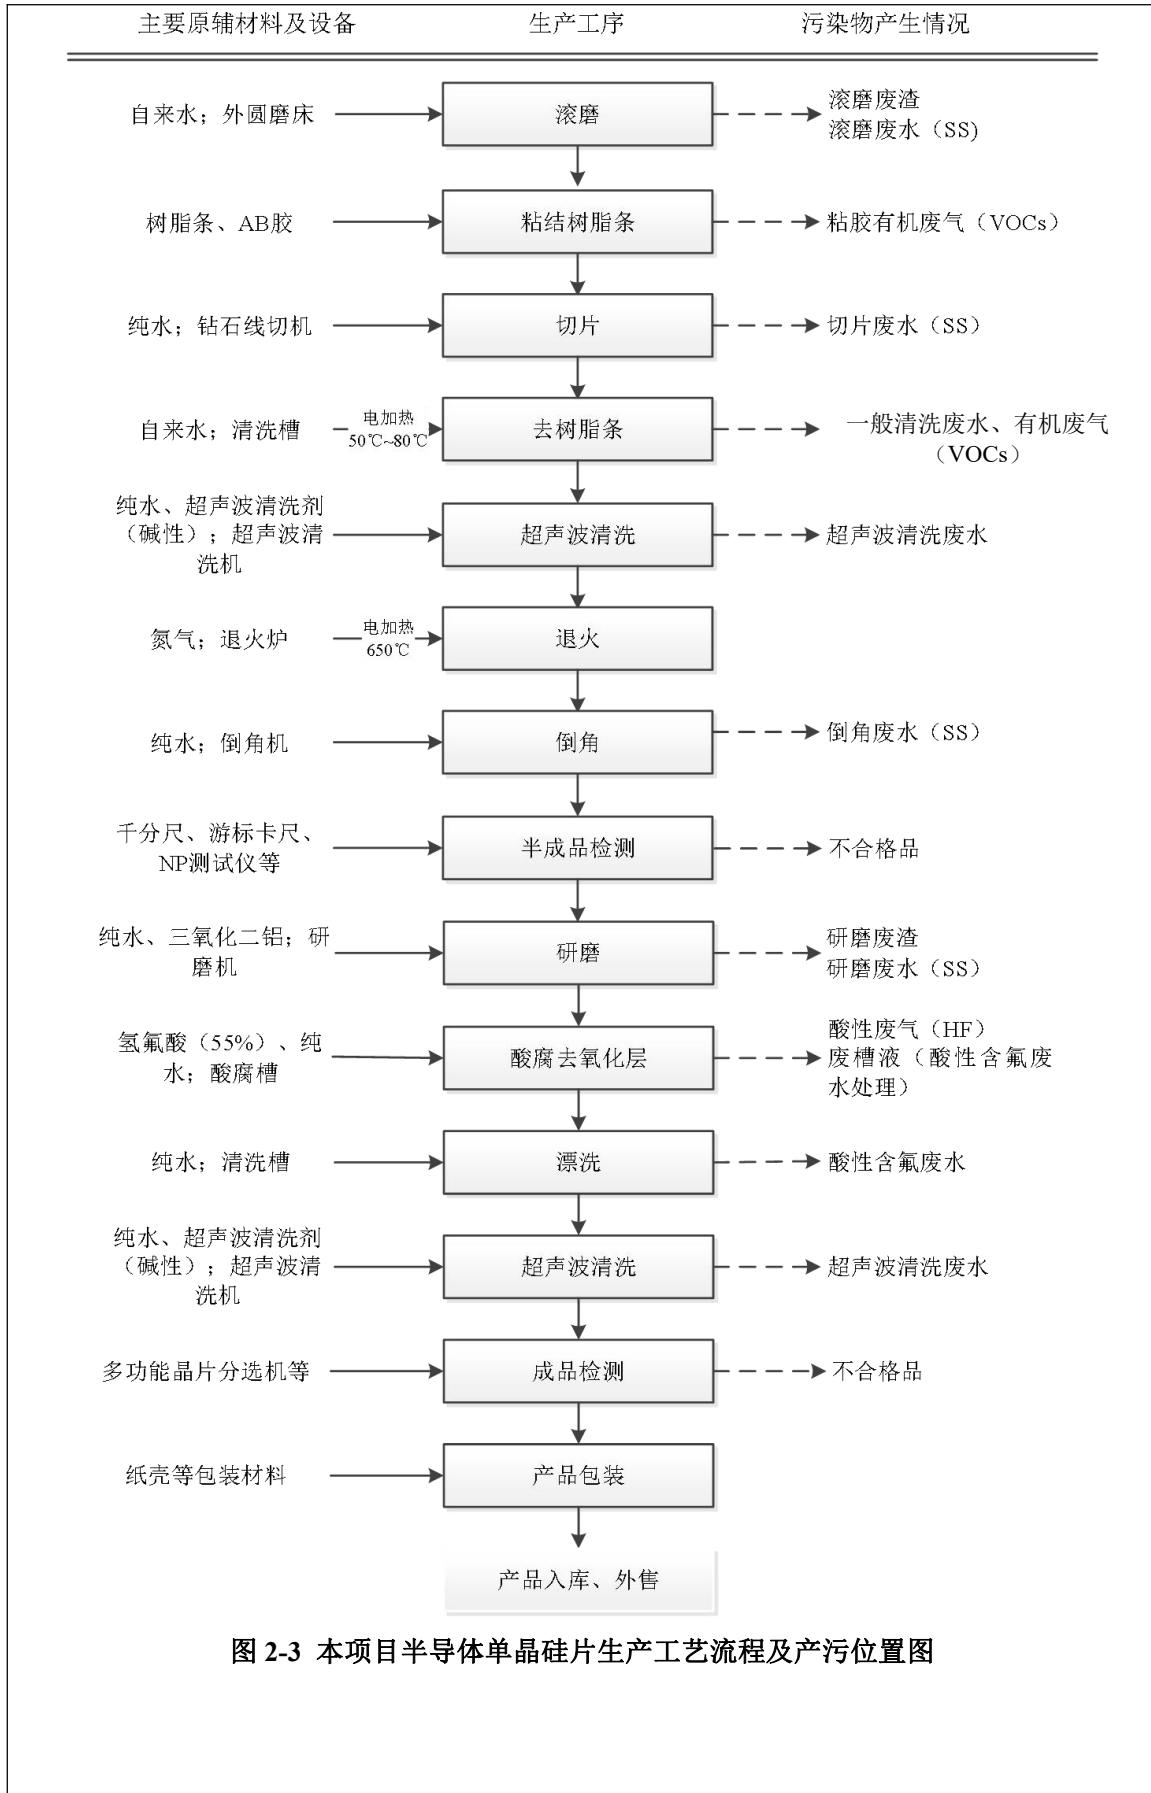 主要原辅材料及设备
生产工序
污染物产生情况
自来水；外圆磨床
滚磨
滚磨废渣
滚磨废水（SS）
树脂条、AB胶
粘结树脂条
粘胶有机废气（VOCs）
纯水；钻石线切机
切片
切片废水（SS）
自来水；清洗槽
电加热
50℃~80℃
去树脂条
一般清洗废水、有机废气
（VOCs）
纯水、超声波清洗剂
（碱性）；超声波清
洗机
超声波清洗
超声波清洗废水
氮气；退火炉
电加热
650℃
退火
纯水；倒角机
倒角
倒角废水（SS）
千分尺、游标卡尺、
NP测试仪等
半成品检测
不合格品
纯水、三氧化二铝；研
磨机
研磨
研磨废渣
研磨废水（SS）
氢氟酸（55%）、纯
水；酸腐槽
酸腐去氧化层
酸性废气（HF）
废槽液（酸性含氟废
水处理）
纯水；清洗槽
漂洗
酸性含氟废水
纯水、超声波清洗剂
（碱性）；超声波清
洗机
超声波清洗
超声波清洗废水
多功能晶片分选机等
成品检测
不合格品
纸壳等包装材料
产品包装
产品入库、外售
图 2-3 本项目半导体单晶硅片生产工艺流程及产污位置图